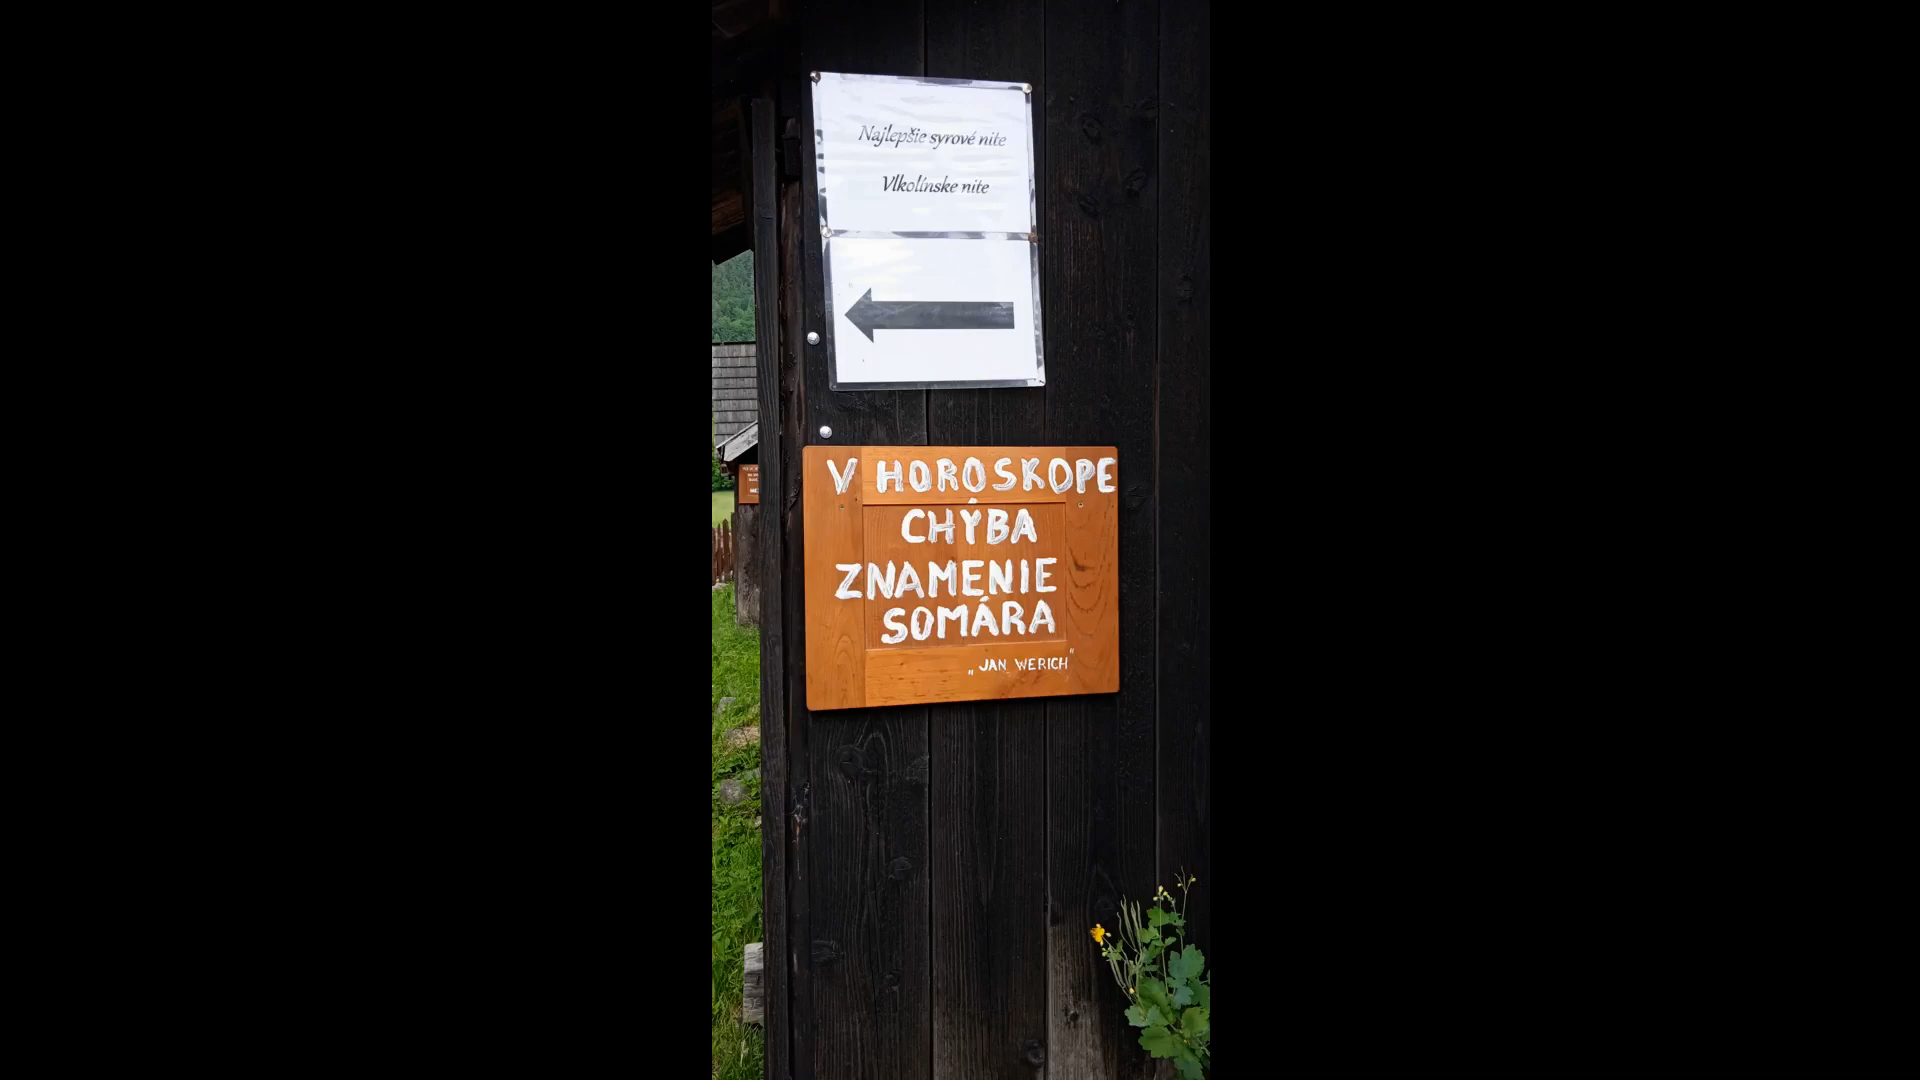 Najlepšie syrové nite
Vlkolínske nite
V HOROSKOPE
CHÝBA
ZNAMENIE
SOMÁRA
„JAN WERICH"